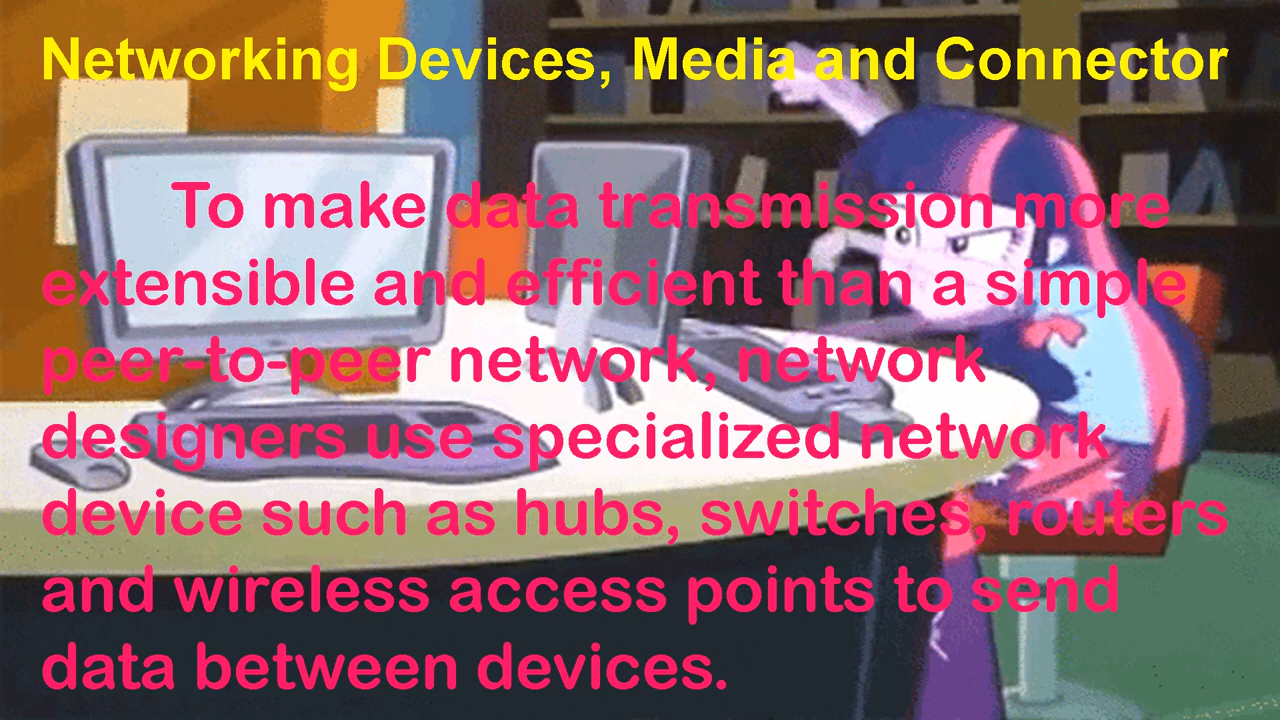 Networking Devices, Media and Connector
To make data transmission more
extensible and efficient than a simple
peer-to-peer network, network
designers use specialized network
device such as hubs, switches, routers
and wireless access points to send
data between devices.